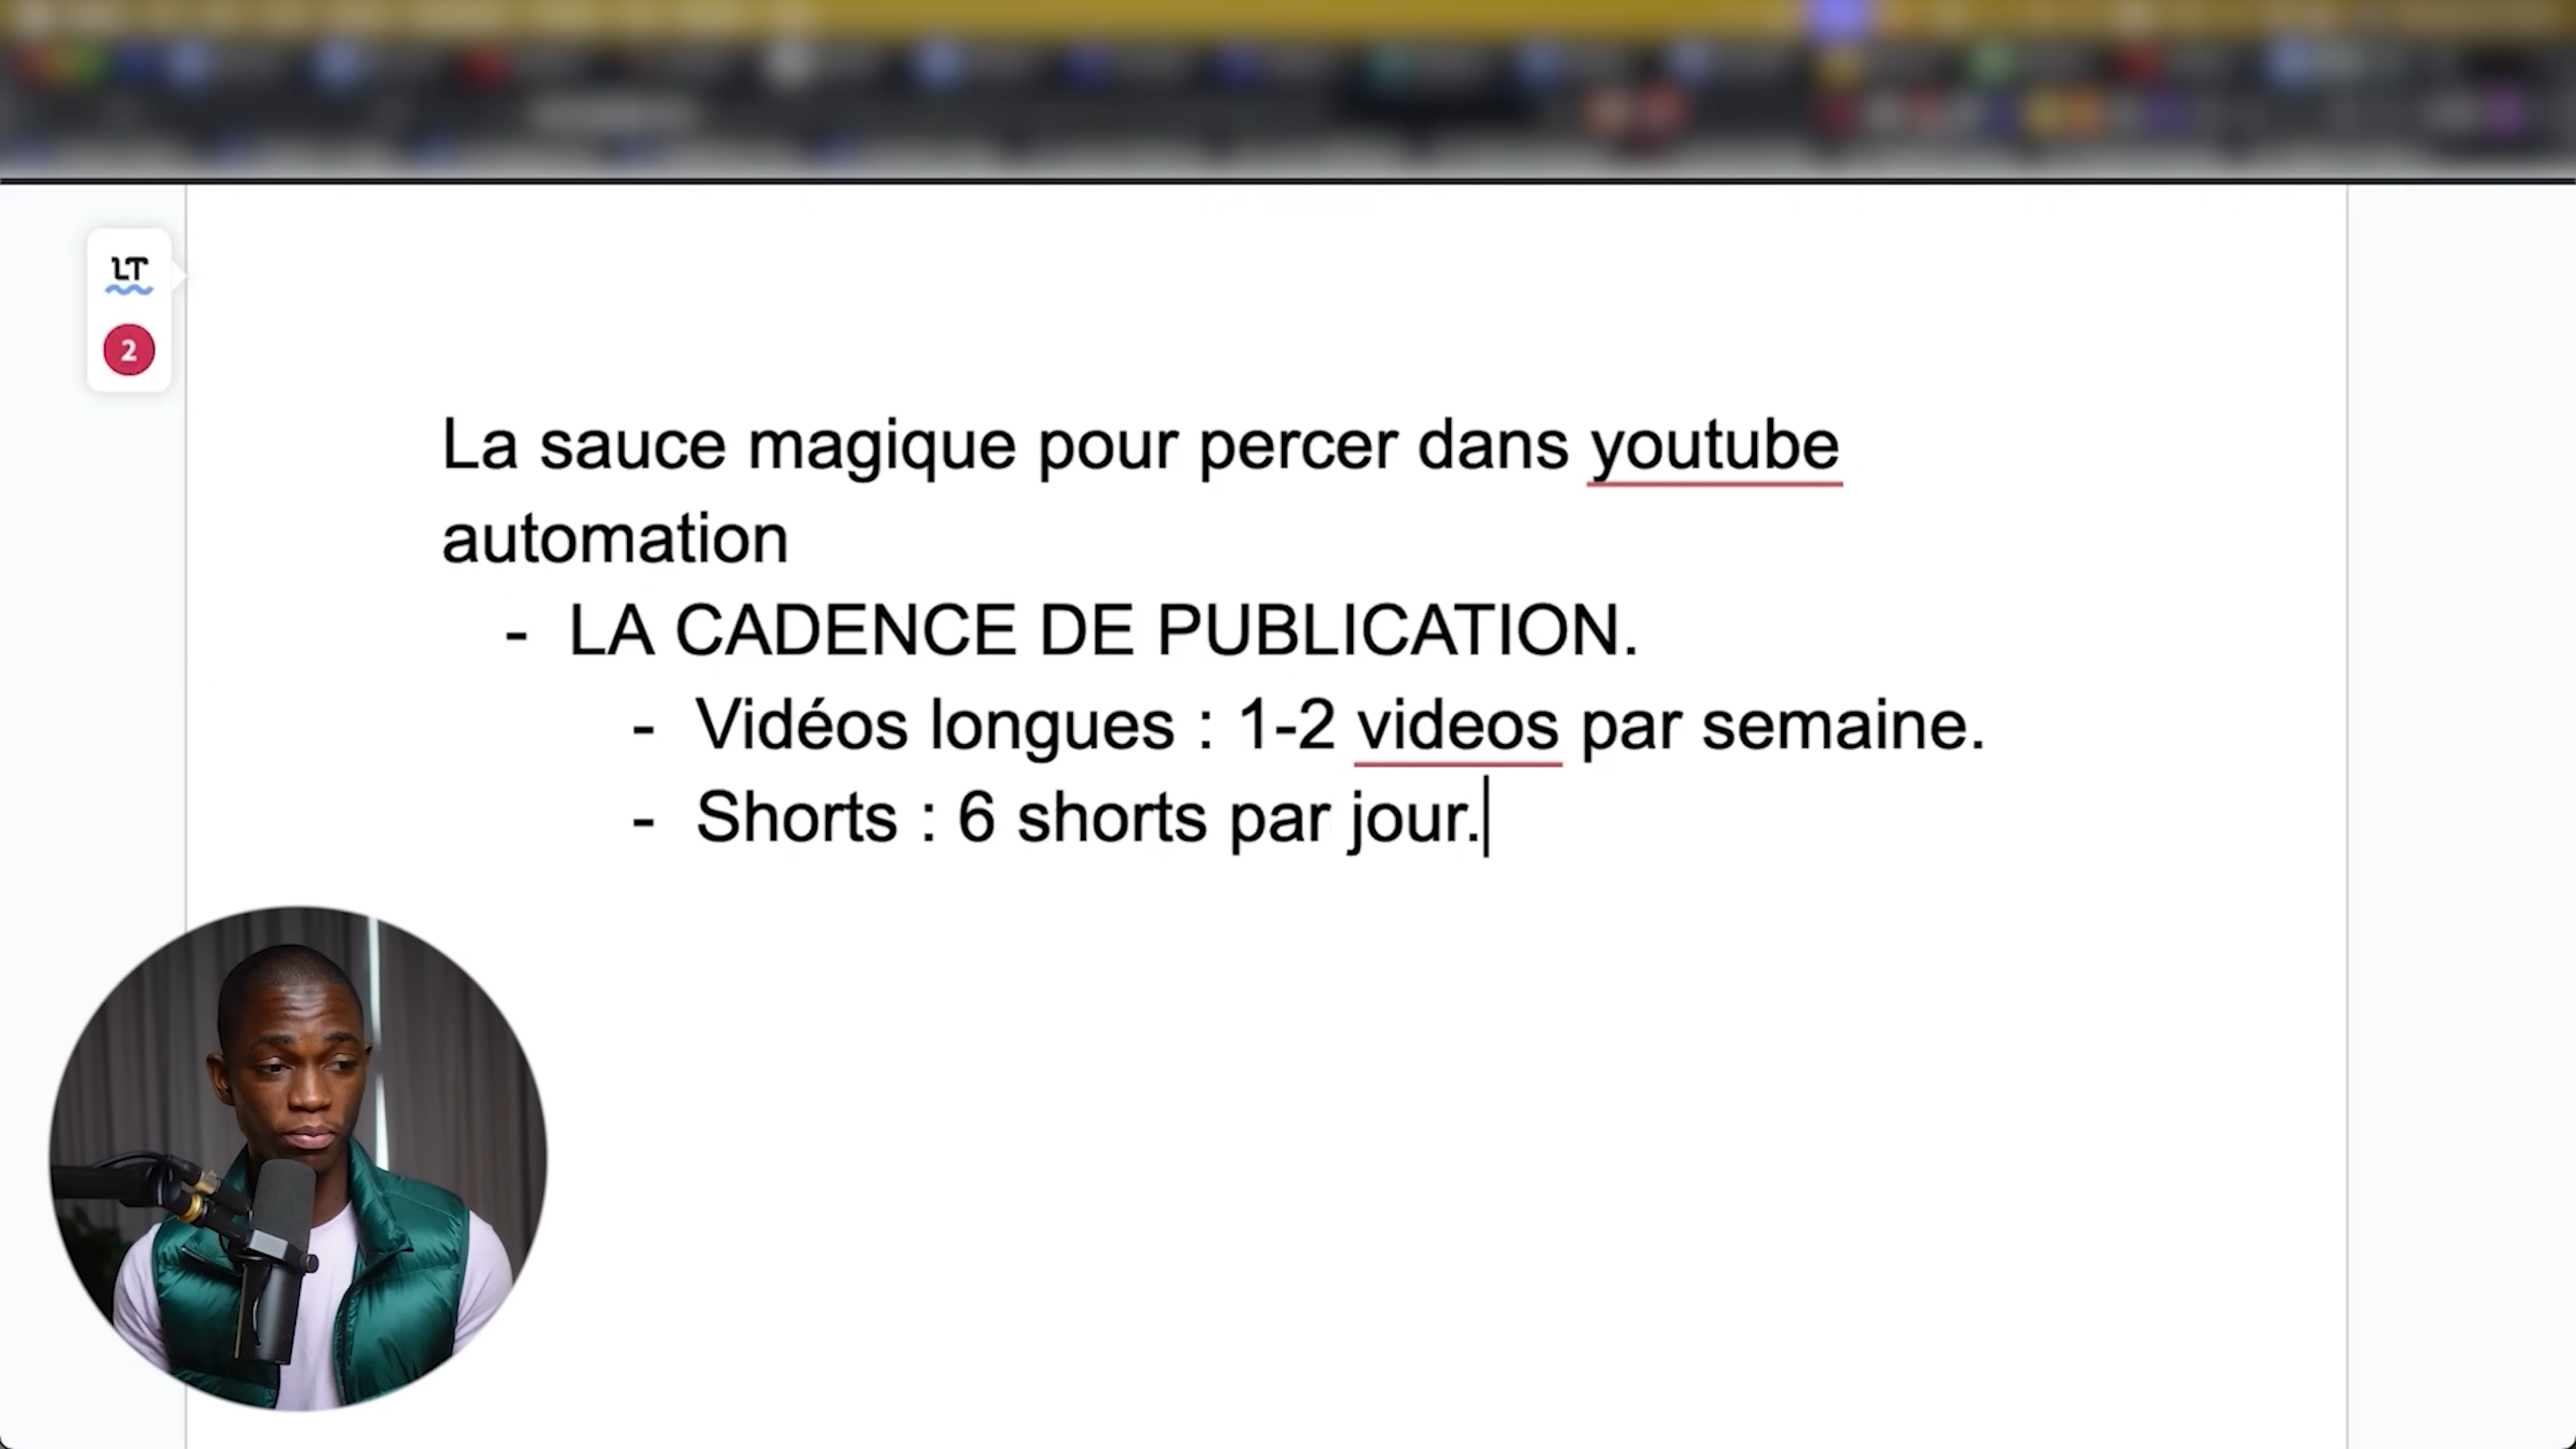 LT
2
La sauce magique pour percer dans youtube
automation
- LA CADENCE DE PUBLICATION.
- Vidéos longues : 1-2 videos par semaine.
- Shorts : 6 shorts par jour.